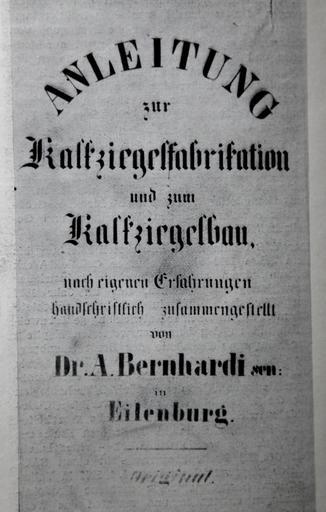 ANLEITUNG
zur
Kalkziegelfabrikation
und zum
Kalkziegelbau,
nach eigenen Erfahrungen
handschriftlich zusammengestellt
von
Dr. A. Bernhardi sen:
in
Eilenburg.
Original.